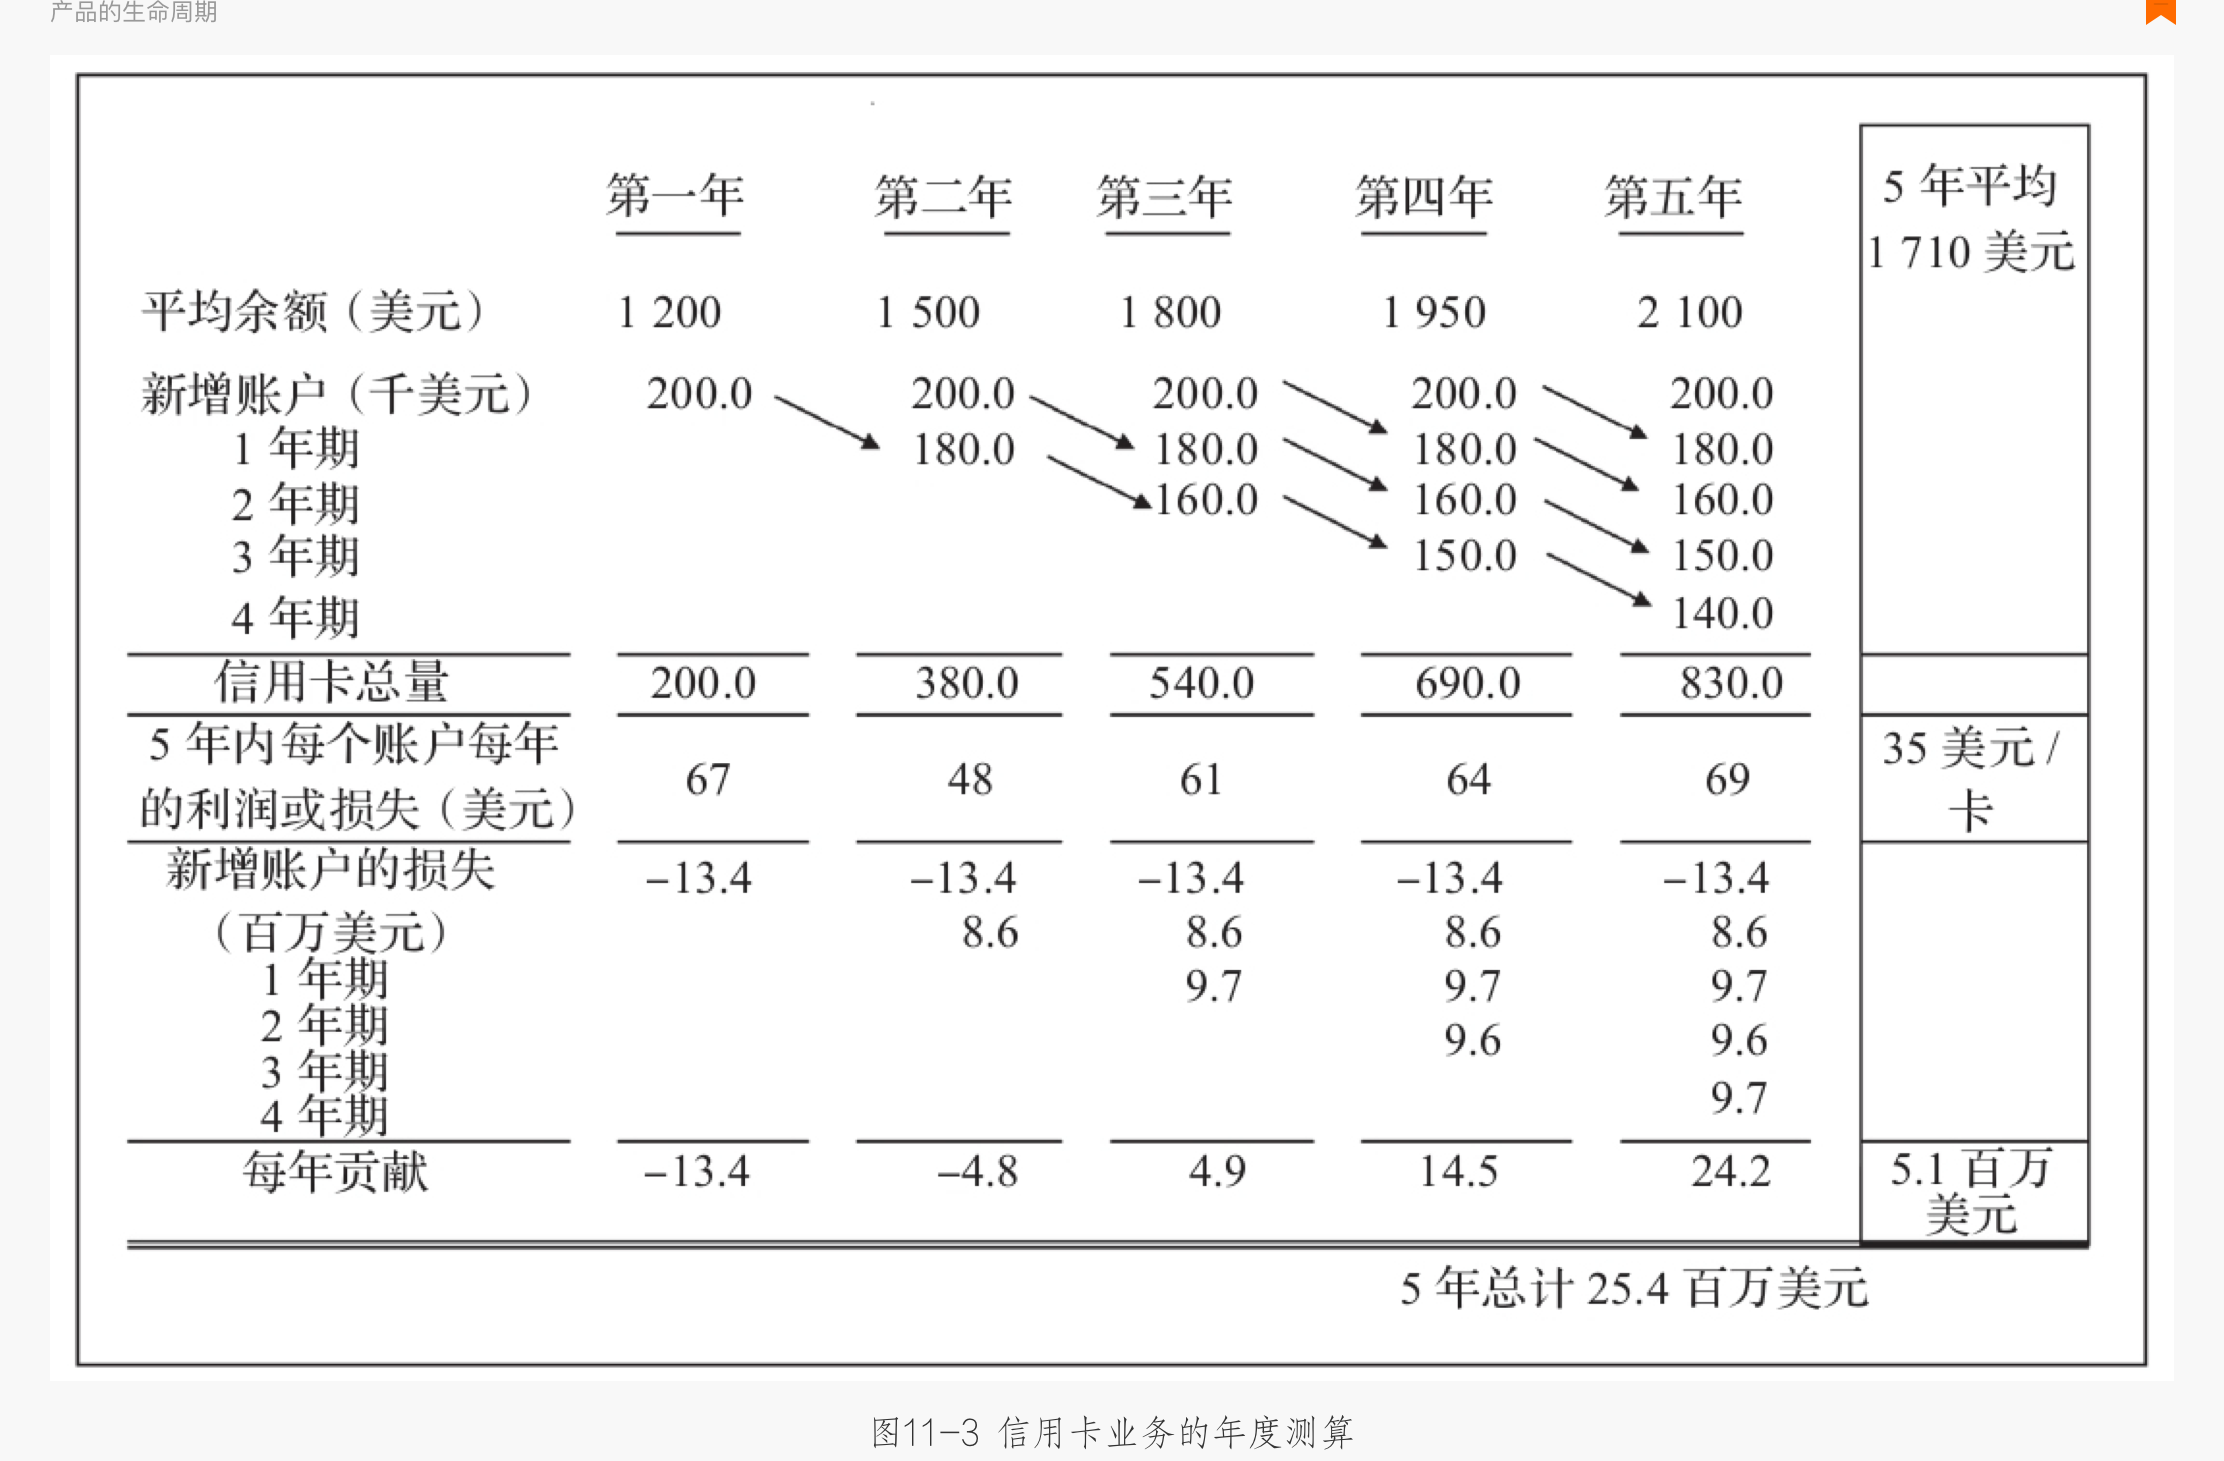 产品的生命周期
第一年 第二年 第三年 第四年 第五年 5 年平均
1 710 美元
平均余额（美元） 1 200 1 500 1 800 1 950 2 100
新增账户（千美元） 200.0 200.0 200.0 200.0 200.0
1 年期 180.0 180.0 180.0 180.0
2 年期 160.0 160.0 160.0
3 年期 150.0 150.0
4 年期 140.0
信用卡总量 200.0 380.0 540.0 690.0 830.0
5 年内每个账户每年
的利润或损失（美元） 67 48 61 64 69 35 美元 /
卡
新增账户的损失 –13.4 –13.4 –13.4 –13.4 –13.4
（百万美元） 8.6 8.6 8.6 8.6
1 年期 9.7 9.7 9.7
2 年期 9.6 9.6
3 年期 9.7
4 年期
每年贡献 –13.4 –4.8 4.9 14.5 24.2 5.1 百万
美元
5 年总计 25.4 百万美元
图11-3 信用卡业务的年度测算